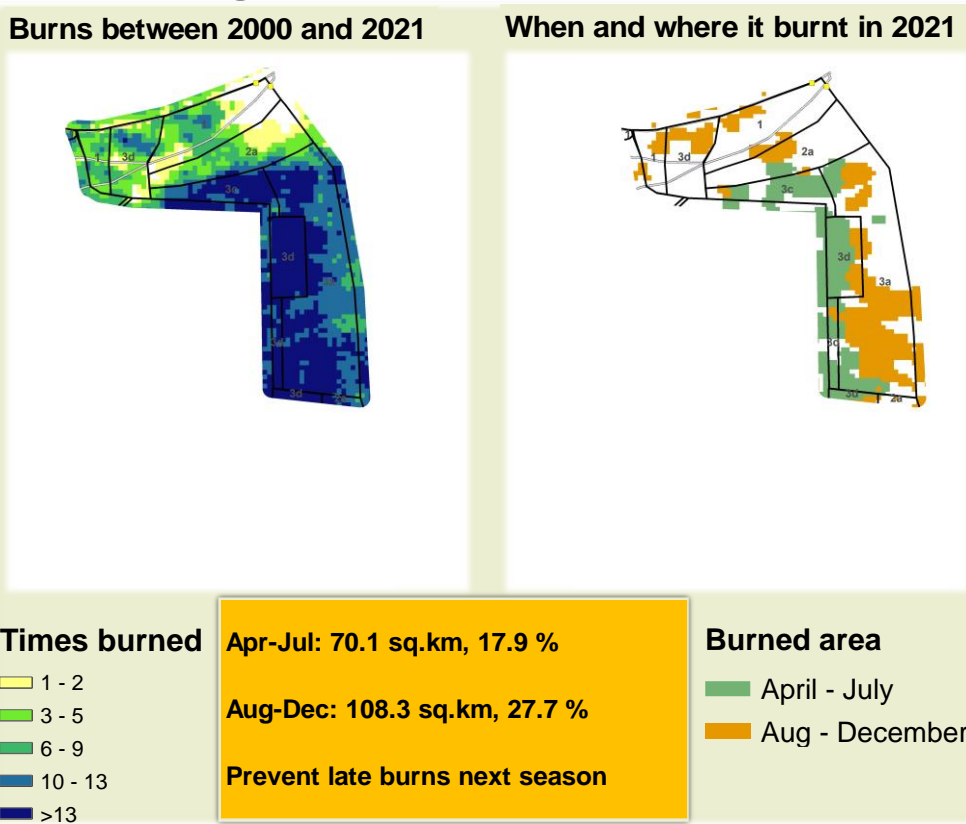 Burns between 2000 and 2021
When and where it burnt in 2021
1
3d
2a
3c
3d
3d
1
1
3d
2a
3c
3d
3a
3c
3d
2a
Times burned
1 - 2
3 - 5
6 - 9
10 - 13
>13
Apr-Jul: 70.1 sq.km, 17.9 %
Aug-Dec: 108.3 sq.km, 27.7 %
Prevent late burns next season
Burned area
April - July
Aug - December